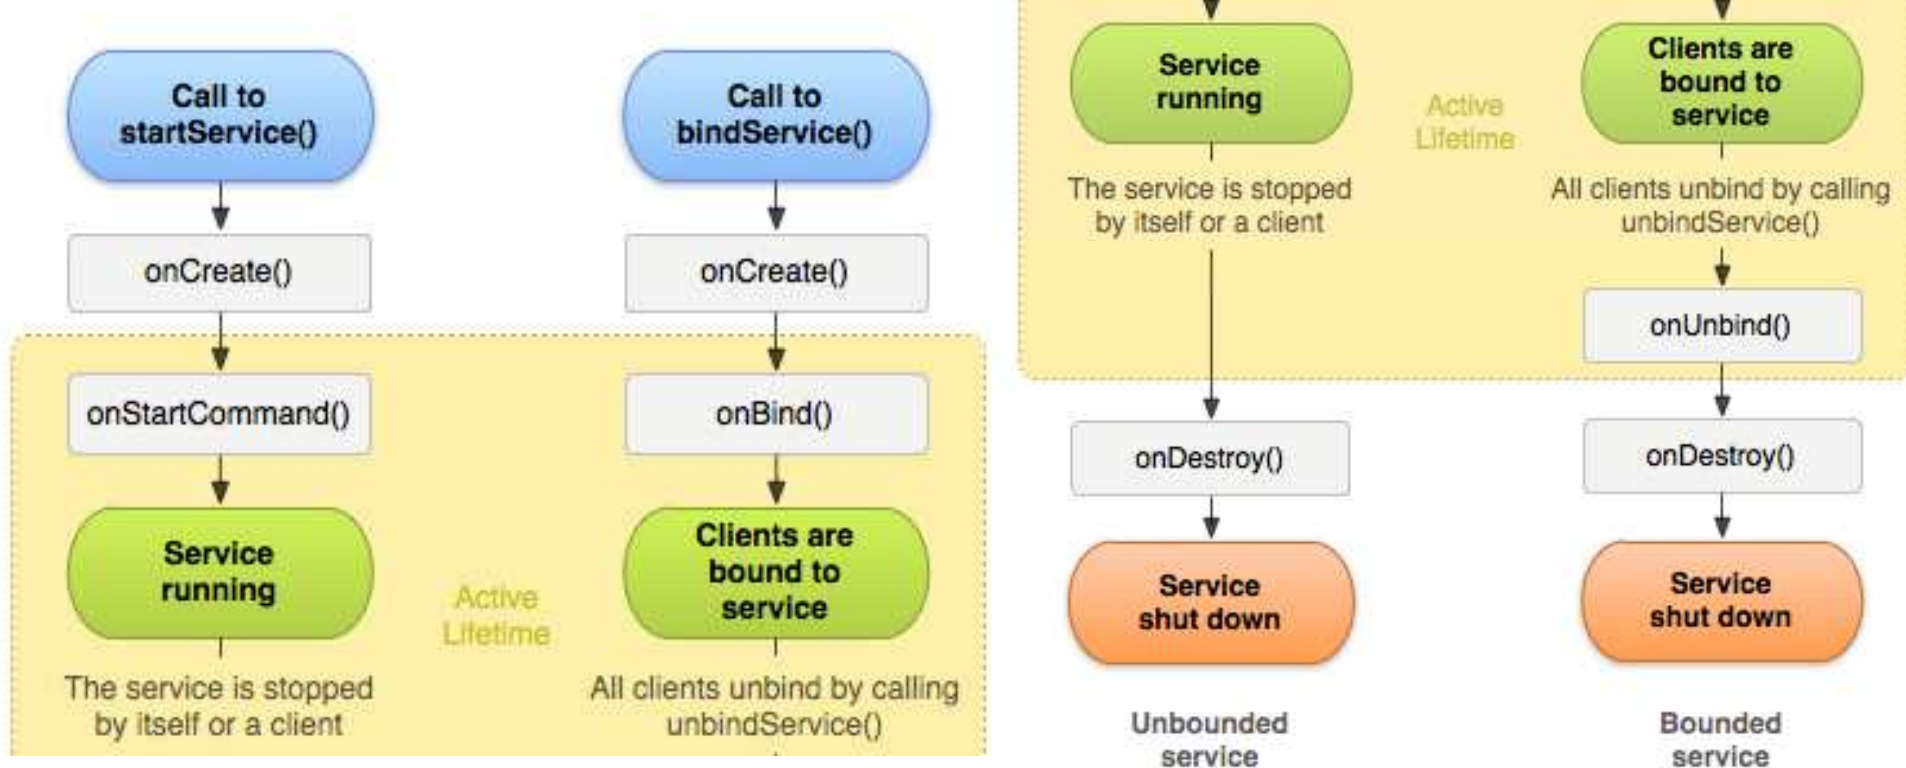 Call to
startService()
onCreate()
onStartCommand()
Service
running
The service is stopped
by itself or a client
Call to
bindService()
onCreate()
onBind()
Clients are
bound to
service
All clients unbind by calling
unbindService()
Active
Lifetime
Service
running
The service is stopped
by itself or a client
onDestroy()
Service
shut down
Unbounded
service
Active
Lifetime
Clients are
bound to
service
All clients unbind by calling
unbindService()
onUnbind()
onDestroy()
Service
shut down
Bounded
service